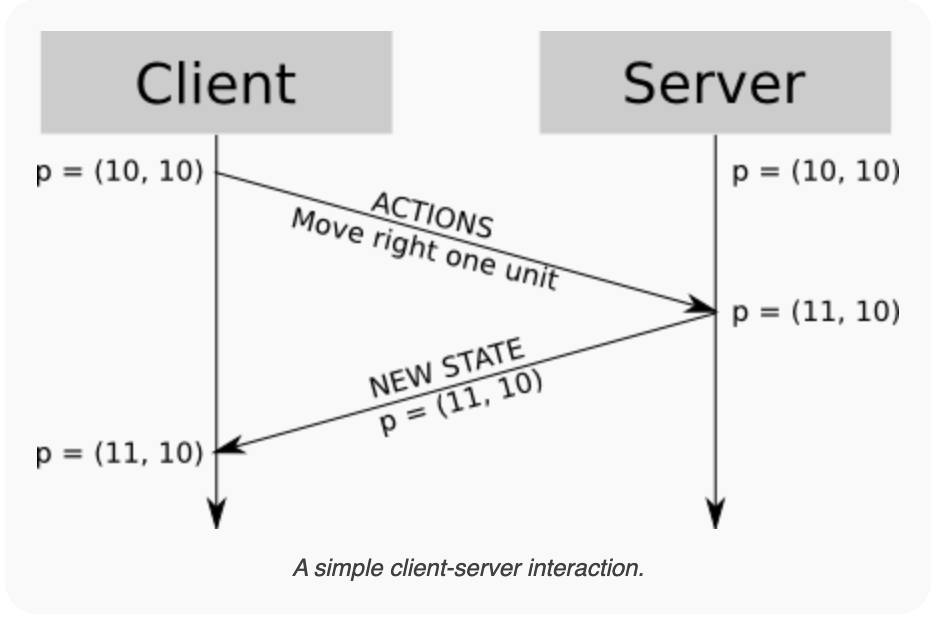 Client
Server
p = (10, 10)
p = (10, 10)
ACTIONS
Move right one unit
p = (11, 10)
NEW STATE
p = (11, 10)
p = (11, 10)
A simple client-server interaction.